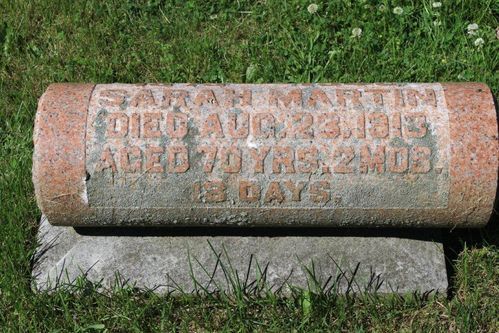 SARAH MARTIN
DIED AUG. 23. 1913
AGED 70 YRS. 2 MOS.
18 DAYS.